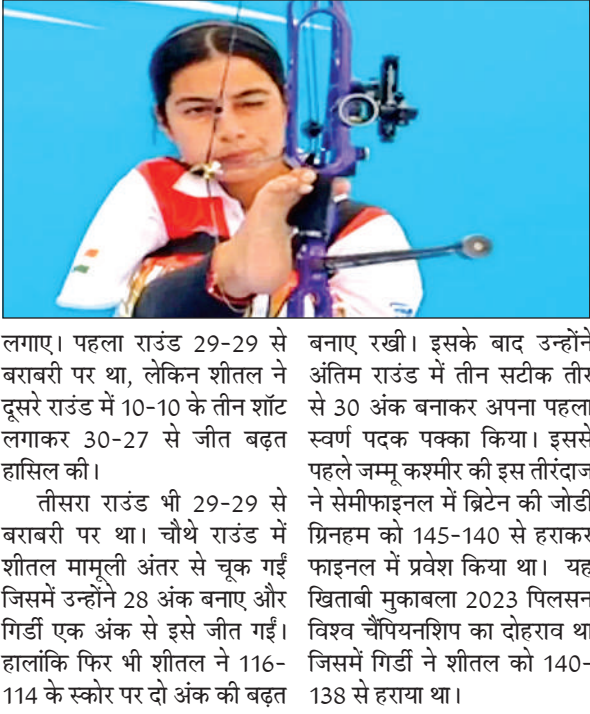 लगाए। पहला राउंड 29-29 से
बराबरी पर था, लेकिन शीतल ने
दूसरे राउंड में 10-10 के तीन शॉट
लगाकर 30-27 से जीत बढ़त
हासिल की।
तीसरा राउंड भी 29-29 से
बराबरी पर था। चौथे राउंड में
शीतल मामूली अंतर से चूक गईं
जिसमें उन्होंने 28 अंक बनाए और
गिर्डी एक अंक से इसे जीत गईं।
हालांकि फिर भी शीतल ने 116-
114 के स्कोर पर दो अंक की बढ़त
बनाए रखी। इसके बाद उन्होंने
अंतिम राउंड में तीन सटीक तीर
से 30 अंक बनाकर अपना पहला
स्वर्ण पदक पक्का किया। इससे
पहले जम्मू कश्मीर की इस तीरंदाज
ने सेमीफाइनल में ब्रिटेन की जोडी
ग्रिनहम को 145-140 से हराकर
फाइनल में प्रवेश किया था। यह
खिताबी मुकाबला 2023 पिलसन
विश्व चैंपियनशिप का दोहराव था
जिसमें गिर्डी ने शीतल को 140-
138 से हराया था।